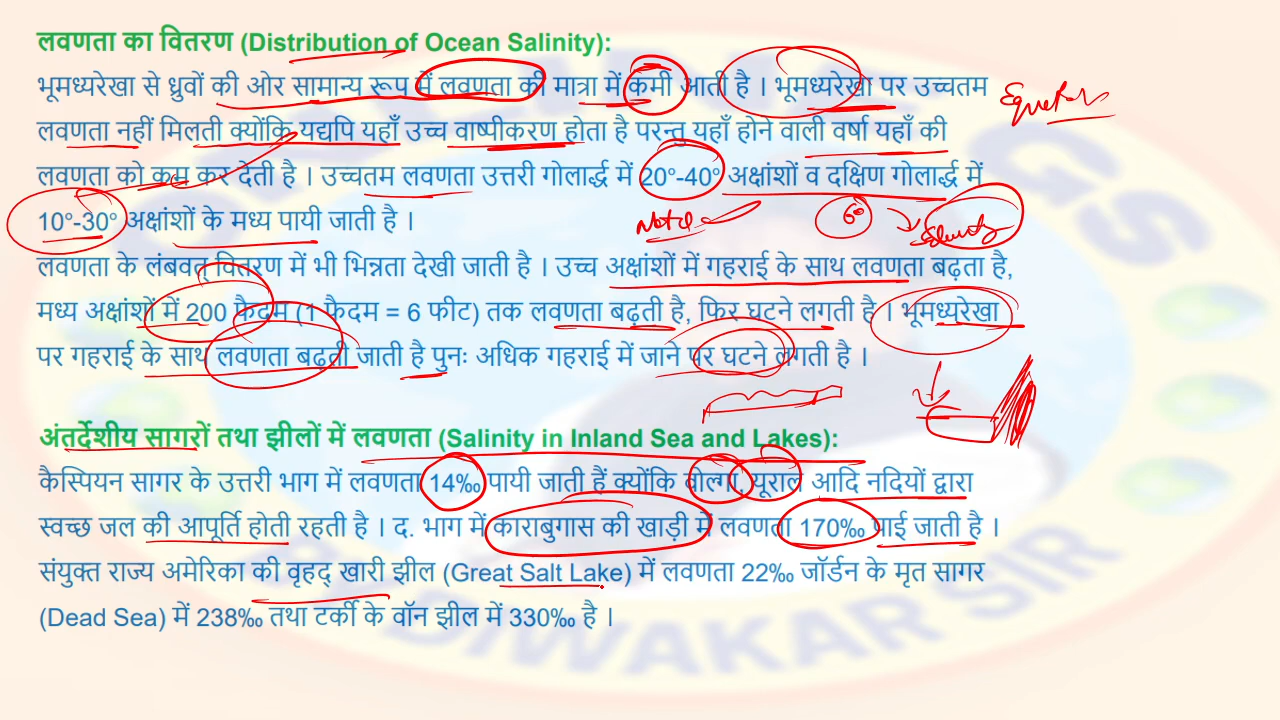 लवणता का वितरण (Distribution of Ocean Salinity):
भूमध्यरेखा से ध्रुवों की ओर सामान्य रूप में लवणता की मात्रा में कमी आती है । भूमध्यरेखा पर उच्चतम
लवणता नहीं मिलती क्योंकि यद्यपि यहाँ उच्च वाष्पीकरण होता है परन्तु यहाँ होने वाली वर्षा यहाँ की
लवणता को कम कर देती है । उच्चतम लवणता उत्तरी गोलार्द्ध में 20°-40° अक्षांशों व दक्षिण गोलार्द्ध में
10°-30° अक्षांशों के मध्य पायी जाती है ।
लवणता के लंबवत् वितरण में भी भिन्नता देखी जाती है । उच्च अक्षांशों में गहराई के साथ लवणता बढ़ता है,
मध्य अक्षांशों में 200 फैदम (1 फैदम = 6 फीट) तक लवणता बढ़ती है, फिर घटने लगती है । भूमध्यरेखा
पर गहराई के साथ लवणता बढ़ती जाती है पुनः अधिक गहराई में जाने पर घटने लगती है ।
अंतर्देशीय सागरों तथा झीलों में लवणता (Salinity in Inland Sea and Lakes):
कैस्पियन सागर के उत्तरी भाग में लवणता 14‰ पायी जाती हैं क्योंकि वोल्गा, यूराल आदि नदियों द्वारा
स्वच्छ जल की आपूर्ति होती रहती है । द. भाग में काराबुगास की खाड़ी में लवणता 170‰ पाई जाती है ।
संयुक्त राज्य अमेरिका की वृहद् खारी झील (Great Salt Lake) में लवणता 22‰ जॉर्डन के मृत सागर
(Dead Sea) में 238‰ तथा टर्की के वॉन झील में 330‰ है ।
DIWAKAR SIR